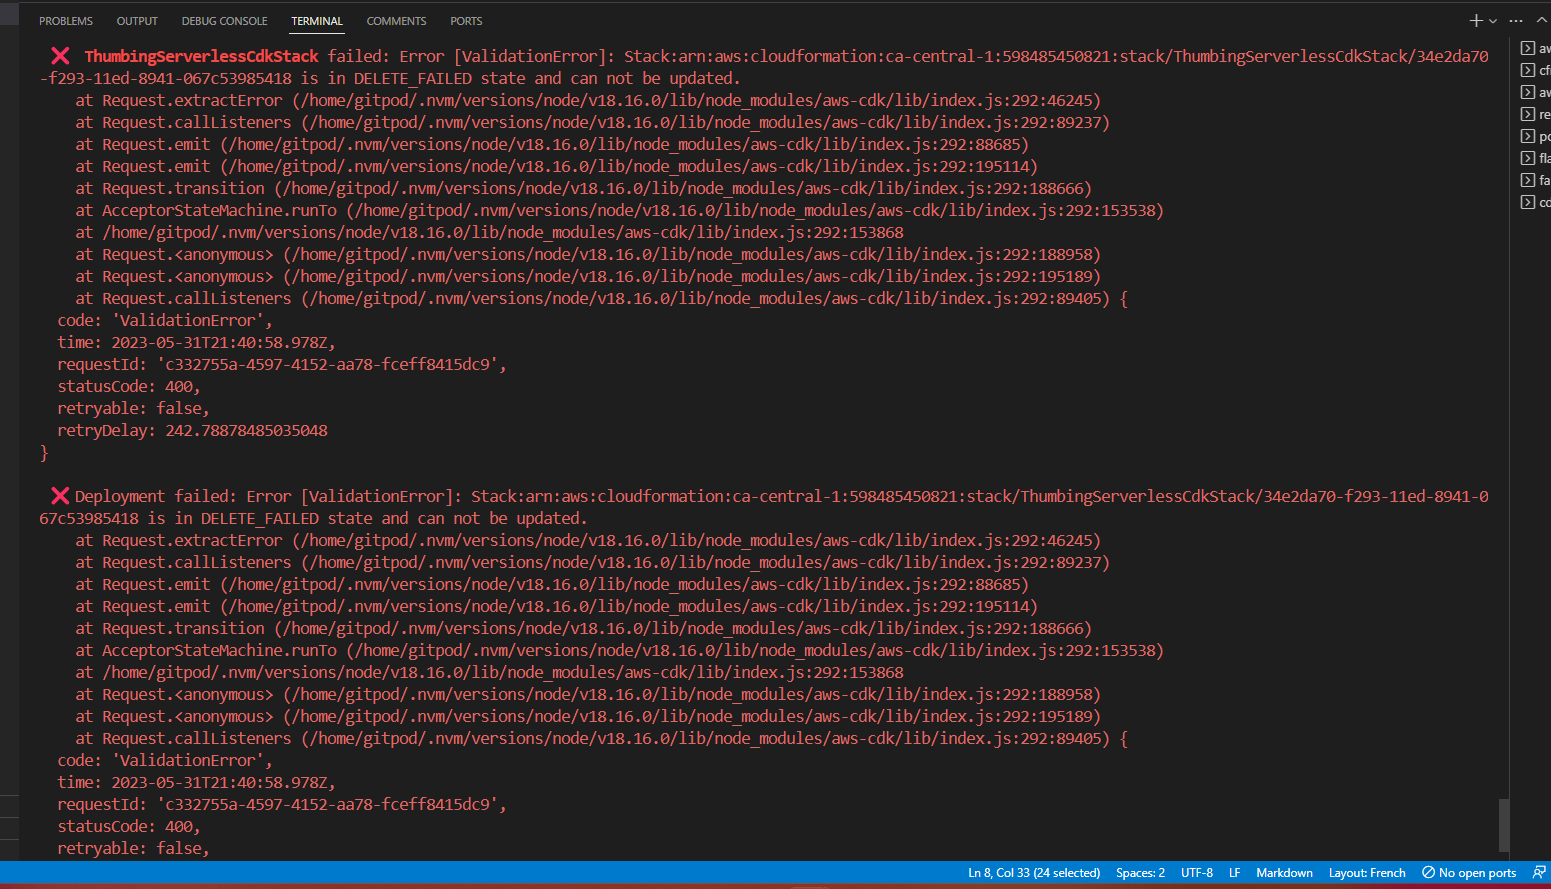 PROBLEMS OUTPUT DEBUG CONSOLE TERMINAL COMMENTS PORTS
❌ ThumbingServerlessCdkStack failed: Error [ValidationError]: Stack:arn:aws:cloudformation:ca-central-1:598485450821:stack/ThumbingServerlessCdkStack/34e2da70
-f293-11ed-8941-067c53985418 is in DELETE_FAILED state and can not be updated.
at Request.extractError (/home/gitpod/.nvm/versions/node/v18.16.0/lib/node_modules/aws-cdk/lib/index.js:292:46245)
at Request.callListeners (/home/gitpod/.nvm/versions/node/v18.16.0/lib/node_modules/aws-cdk/lib/index.js:292:89237)
at Request.emit (/home/gitpod/.nvm/versions/node/v18.16.0/lib/node_modules/aws-cdk/lib/index.js:292:88685)
at Request.emit (/home/gitpod/.nvm/versions/node/v18.16.0/lib/node_modules/aws-cdk/lib/index.js:292:195114)
at Request.transition (/home/gitpod/.nvm/versions/node/v18.16.0/lib/node_modules/aws-cdk/lib/index.js:292:188666)
at AcceptorStateMachine.runTo (/home/gitpod/.nvm/versions/node/v18.16.0/lib/node_modules/aws-cdk/lib/index.js:292:153538)
at /home/gitpod/.nvm/versions/node/v18.16.0/lib/node_modules/aws-cdk/lib/index.js:292:153868
at Request.<anonymous> (/home/gitpod/.nvm/versions/node/v18.16.0/lib/node_modules/aws-cdk/lib/index.js:292:188958)
at Request.<anonymous> (/home/gitpod/.nvm/versions/node/v18.16.0/lib/node_modules/aws-cdk/lib/index.js:292:195189)
at Request.callListeners (/home/gitpod/.nvm/versions/node/v18.16.0/lib/node_modules/aws-cdk/lib/index.js:292:89405) {
code: 'ValidationError',
time: 2023-05-31T21:40:58.978Z,
requestId: 'c332755a-4597-4152-aa78-fceff8415dc9',
statusCode: 400,
retryable: false,
retryDelay: 242.78878485035048
}
❌ Deployment failed: Error [ValidationError]: Stack:arn:aws:cloudformation:ca-central-1:598485450821:stack/ThumbingServerlessCdkStack/34e2da70-f293-11ed-8941-0
67c53985418 is in DELETE_FAILED state and can not be updated.
at Request.extractError (/home/gitpod/.nvm/versions/node/v18.16.0/lib/node_modules/aws-cdk/lib/index.js:292:46245)
at Request.callListeners (/home/gitpod/.nvm/versions/node/v18.16.0/lib/node_modules/aws-cdk/lib/index.js:292:89237)
at Request.emit (/home/gitpod/.nvm/versions/node/v18.16.0/lib/node_modules/aws-cdk/lib/index.js:292:88685)
at Request.emit (/home/gitpod/.nvm/versions/node/v18.16.0/lib/node_modules/aws-cdk/lib/index.js:292:195114)
at Request.transition (/home/gitpod/.nvm/versions/node/v18.16.0/lib/node_modules/aws-cdk/lib/index.js:292:188666)
at AcceptorStateMachine.runTo (/home/gitpod/.nvm/versions/node/v18.16.0/lib/node_modules/aws-cdk/lib/index.js:292:153538)
at /home/gitpod/.nvm/versions/node/v18.16.0/lib/node_modules/aws-cdk/lib/index.js:292:153868
at Request.<anonymous> (/home/gitpod/.nvm/versions/node/v18.16.0/lib/node_modules/aws-cdk/lib/index.js:292:188958)
at Request.<anonymous> (/home/gitpod/.nvm/versions/node/v18.16.0/lib/node_modules/aws-cdk/lib/index.js:292:195189)
at Request.callListeners (/home/gitpod/.nvm/versions/node/v18.16.0/lib/node_modules/aws-cdk/lib/index.js:292:89405) {
code: 'ValidationError',
time: 2023-05-31T21:40:58.978Z,
requestId: 'c332755a-4597-4152-aa78-fceff8415dc9',
statusCode: 400,
retryable: false,
Ln 8, Col 33 (24 selected) Spaces: 2 UTF-8 LF Markdown Layout: French No open ports